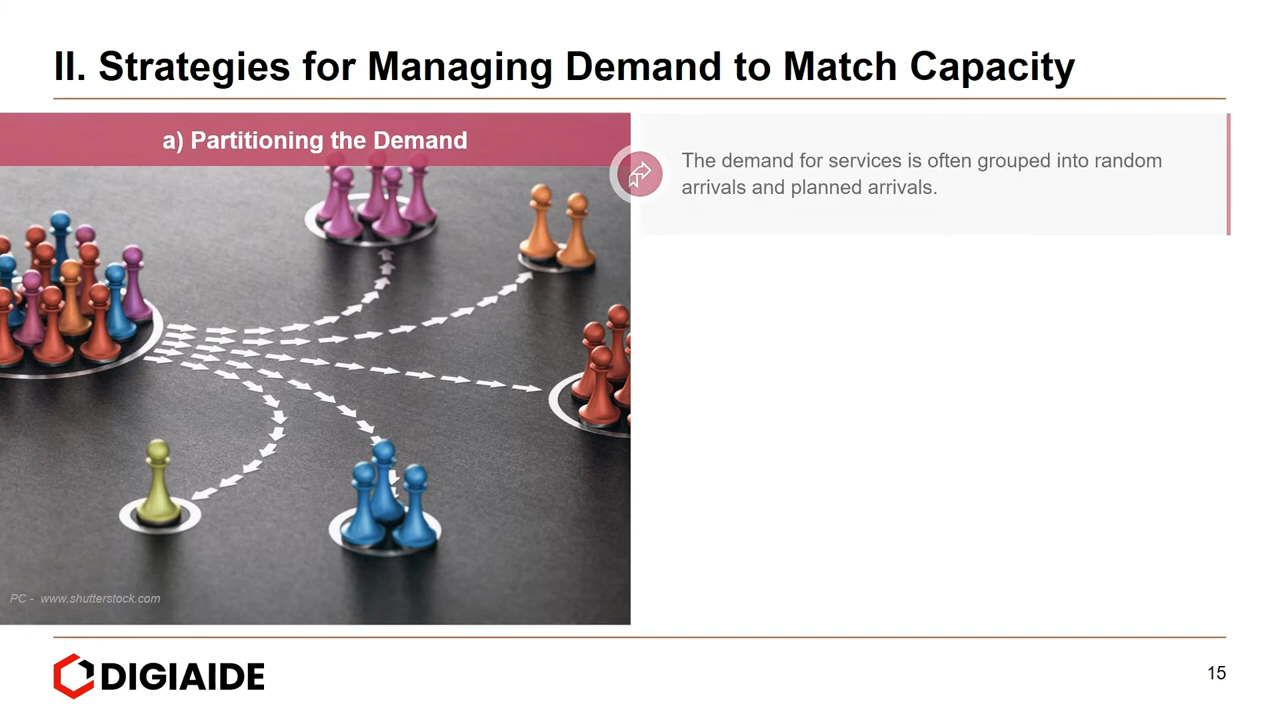 II. Strategies for Managing Demand to Match Capacity
a) Partitioning the Demand
The demand for services is often grouped into random
arrivals and planned arrivals.
PC - www.shutterstock.com
DIGIAIDE
15